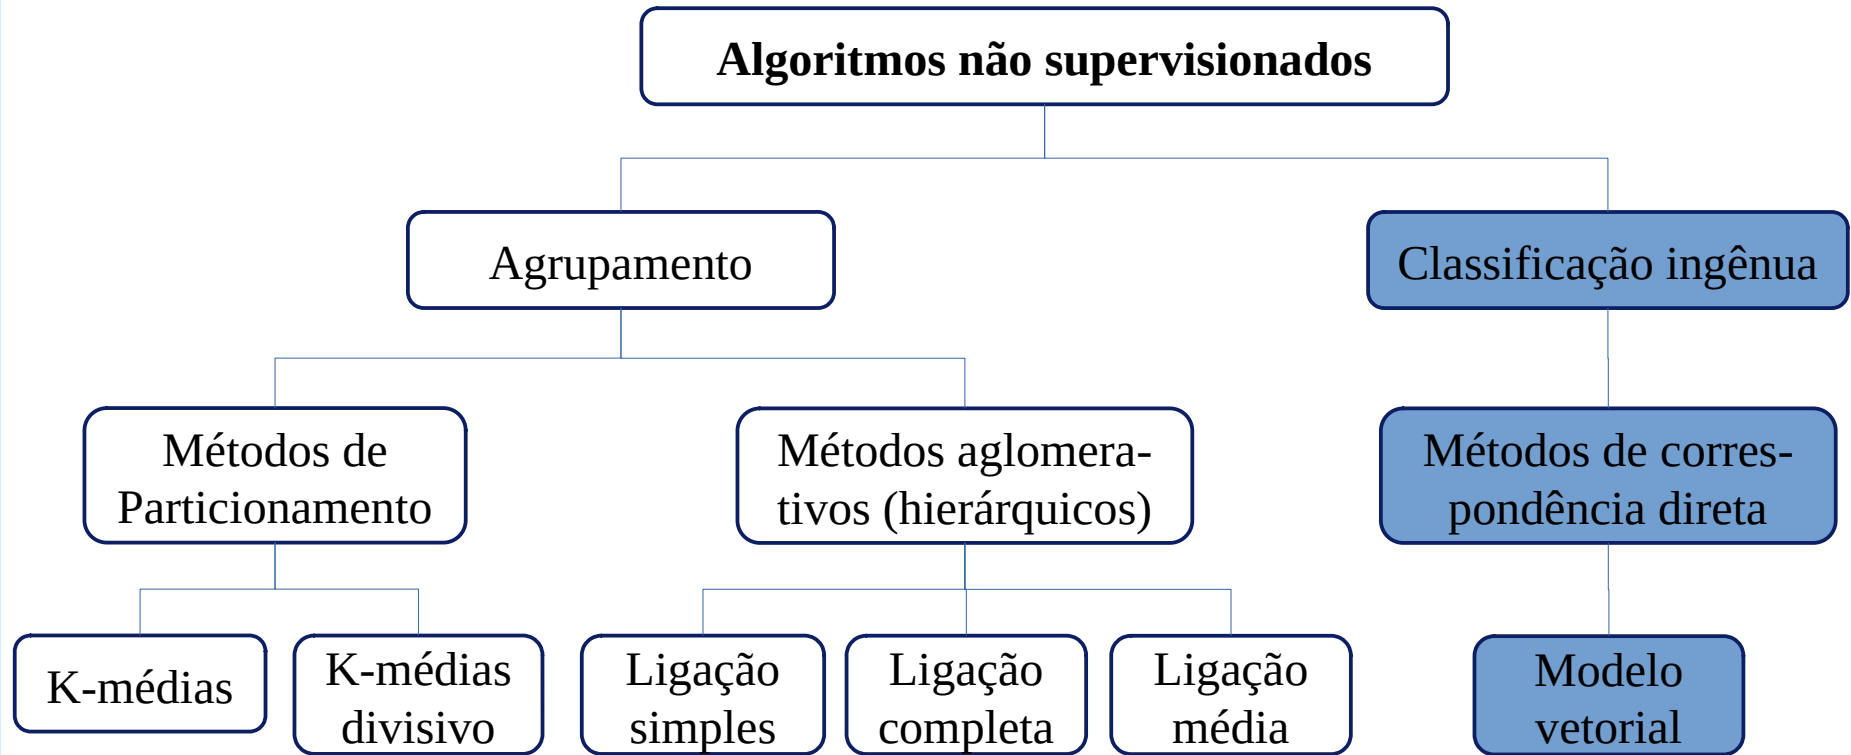 Algoritmos não supervisionados
Agrupamento
Classificação ingênua
Métodos de
Particionamento
Métodos aglomera-
tivos (hierárquicos)
Métodos de corres-
pondência direta
K-médias
K-médias
divisivo
Ligação
simples
Ligação
completa
Ligação
média
Modelo
vetorial